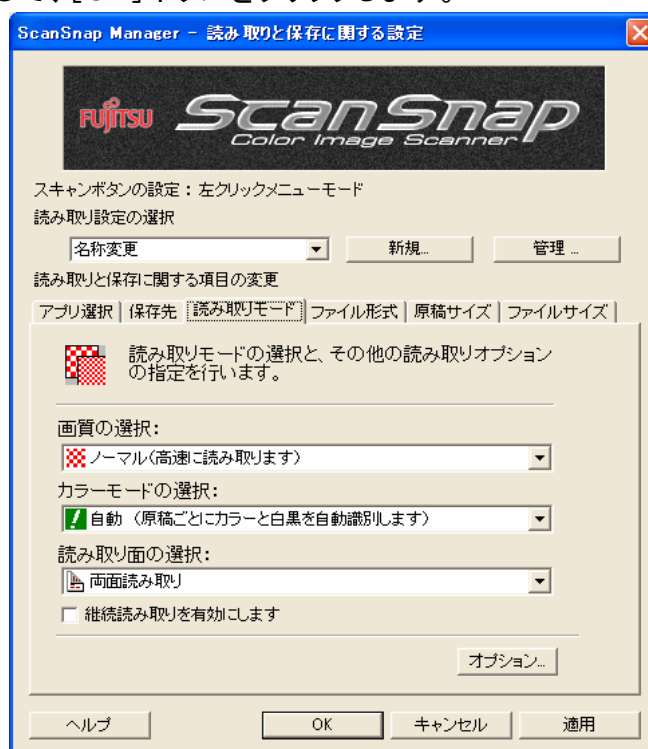 ScanSnap Manager - 読み取りと保存に関する設定
FUJITSU ScanSnap
Color Image Scanner
スキャンボタンの設定：左クリックメニューモード
読み取り設定の選択
名称変更 新規... 管理 ...
読み取りと保存に関する項目の変更
アプリ選択 保存先 読み取りモード ファイル形式 原稿サイズ ファイルサイズ
読み取りモードの選択と、その他の読み取りオプション
の指定を行います。
画質の選択:
ノーマル(高速に読み取ります)
カラーモードの選択:
自動 (原稿ごとにカラーと白黒を自動識別します)
読み取り面の選択:
両面読み取り
継続読み取りを有効にします
オプション...
ヘルプ OK キャンセル 適用